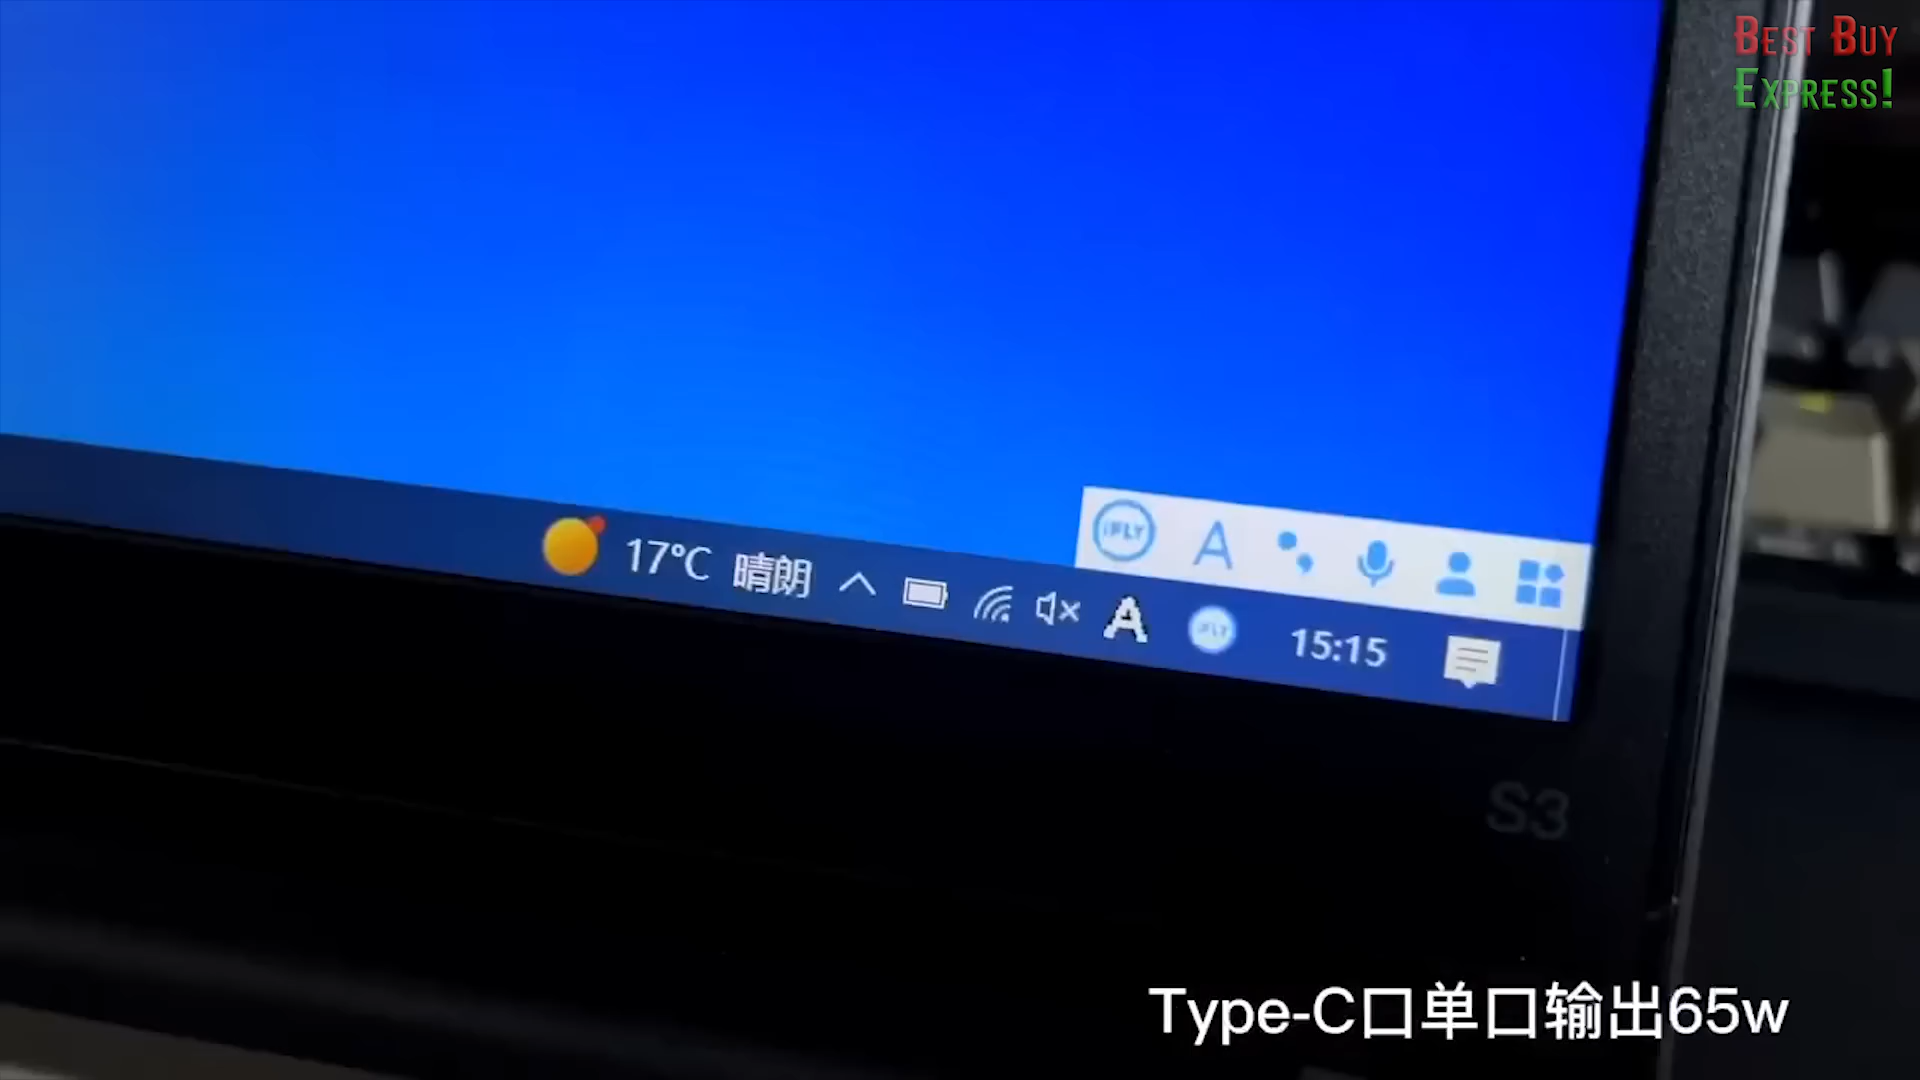 BEST BUY
EXPRESS!
iFLY A
17°C 晴朗 A iFLY 15:15
S3
Type-C口单口输出65w